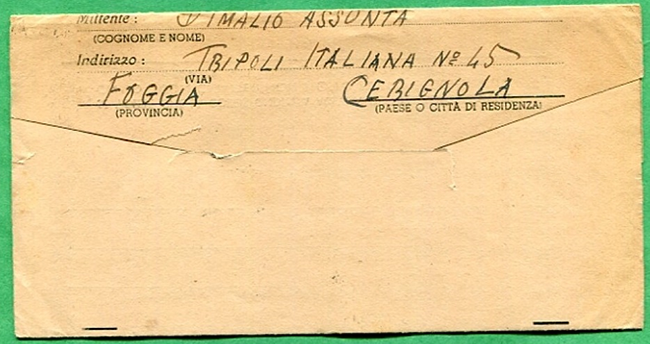 Mittente : DIMALIO ASSUNTA
(COGNOME E NOME)
Indirizzo : TRIPOLI ITALIANA Nº 45
(VIA)
FOGGIA CERIGNOLA
(PROVINCIA) (PAESE O CITTÀ DI RESIDENZA)